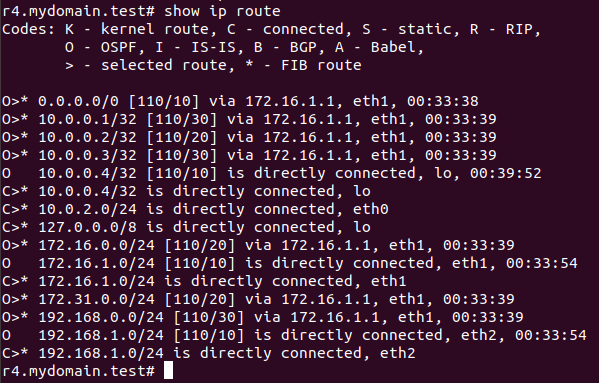 r4.mydomain.test# show ip route
Codes: K - kernel route, C - connected, S - static, R - RIP,
       O - OSPF, I - IS-IS, B - BGP, A - Babel,
       > - selected route, * - FIB route

O>* 0.0.0.0/0 [110/10] via 172.16.1.1, eth1, 00:33:38
O>* 10.0.0.1/32 [110/30] via 172.16.1.1, eth1, 00:33:39
O>* 10.0.0.2/32 [110/20] via 172.16.1.1, eth1, 00:33:39
O>* 10.0.0.3/32 [110/30] via 172.16.1.1, eth1, 00:33:39
O   10.0.0.4/32 [110/10] is directly connected, lo, 00:39:52
C>* 10.0.0.4/32 is directly connected, lo
C>* 10.0.2.0/24 is directly connected, eth0
C>* 127.0.0.0/8 is directly connected, lo
O>* 172.16.0.0/24 [110/20] via 172.16.1.1, eth1, 00:33:39
O   172.16.1.0/24 [110/10] is directly connected, eth1, 00:33:54
C>* 172.16.1.0/24 is directly connected, eth1
O>* 172.31.0.0/24 [110/20] via 172.16.1.1, eth1, 00:33:39
O>* 192.168.0.0/24 [110/30] via 172.16.1.1, eth1, 00:33:39
O   192.168.1.0/24 [110/10] is directly connected, eth2, 00:33:54
C>* 192.168.1.0/24 is directly connected, eth2
r4.mydomain.test#